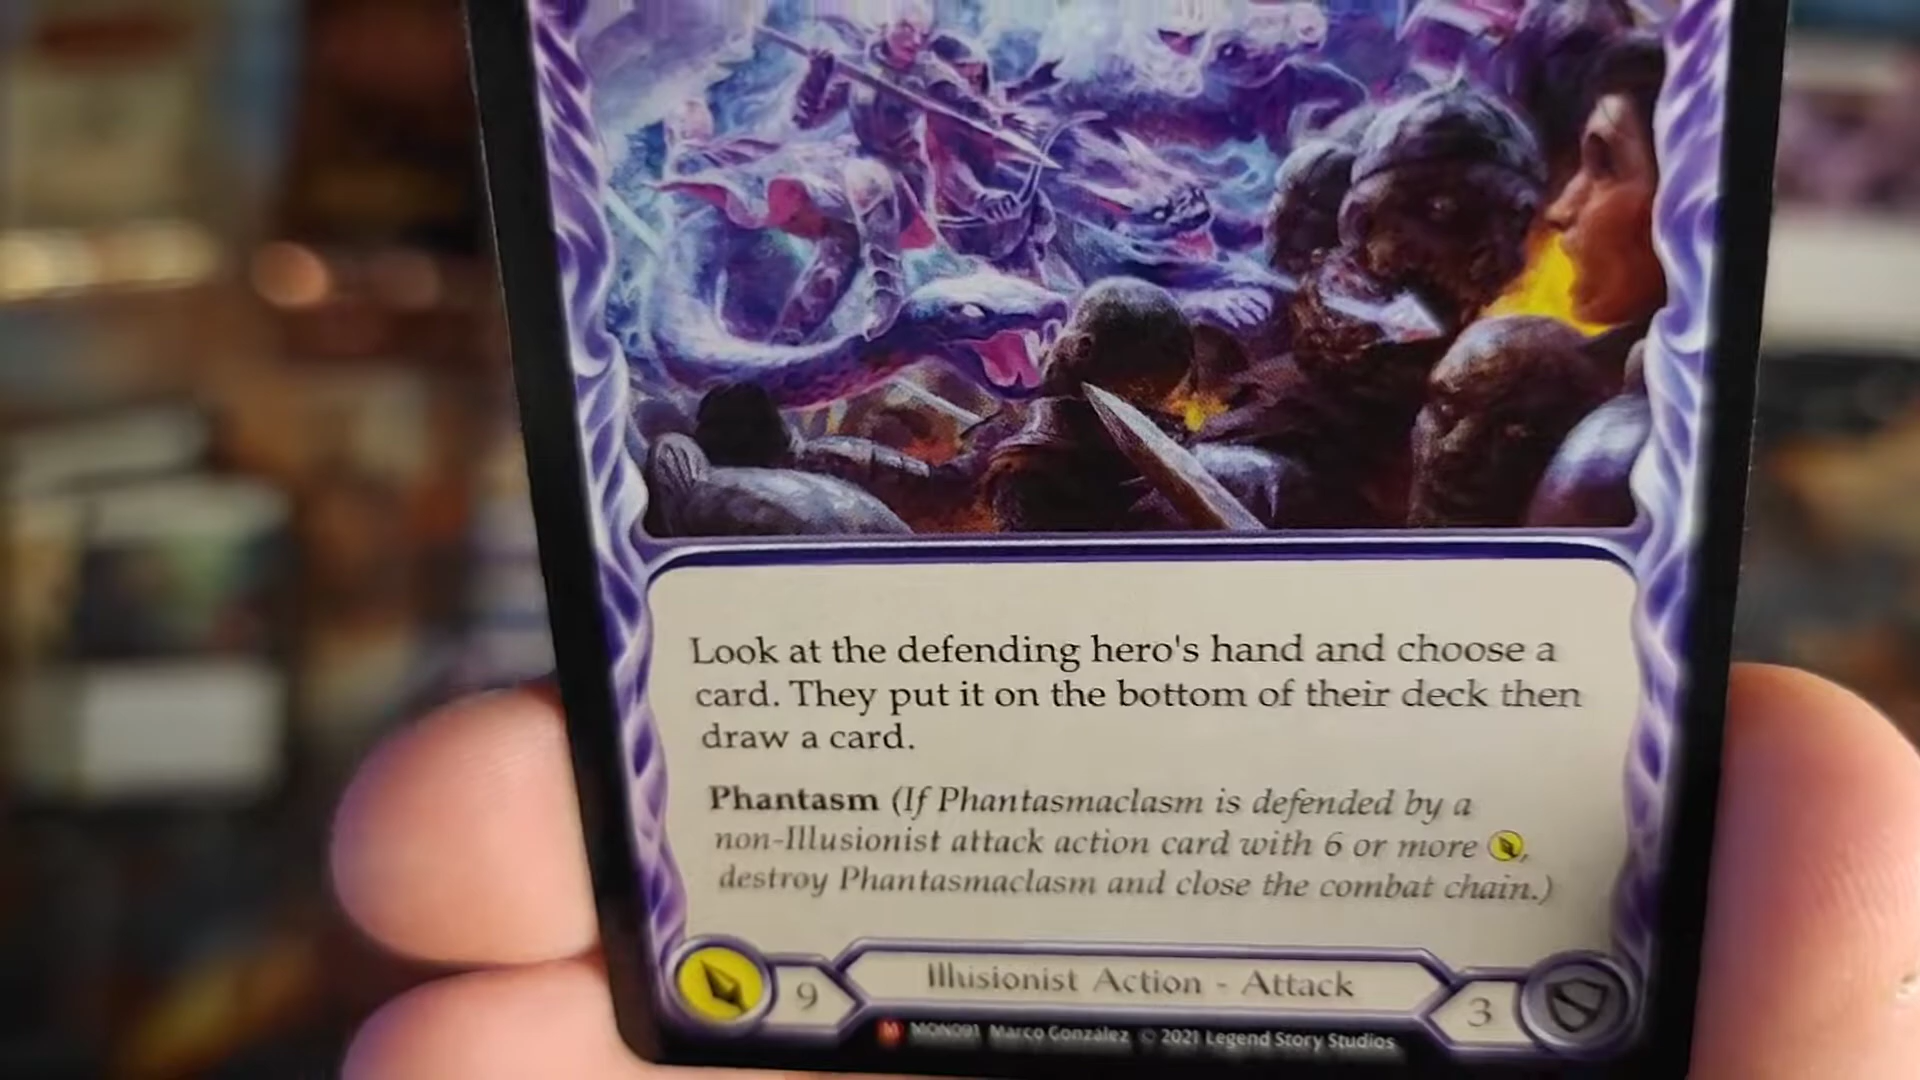 Look at the defending hero's hand and choose a
card. They put it on the bottom of their deck then
draw a card.
Phantasm (If Phantasmaclasm is defended by a
non-Illusionist attack action card with 6 or more ,
destroy Phantasmaclasm and close the combat chain.)
9 Illusionist Action - Attack 3
M MON091 Marco González © 2021 Legend Story Studios